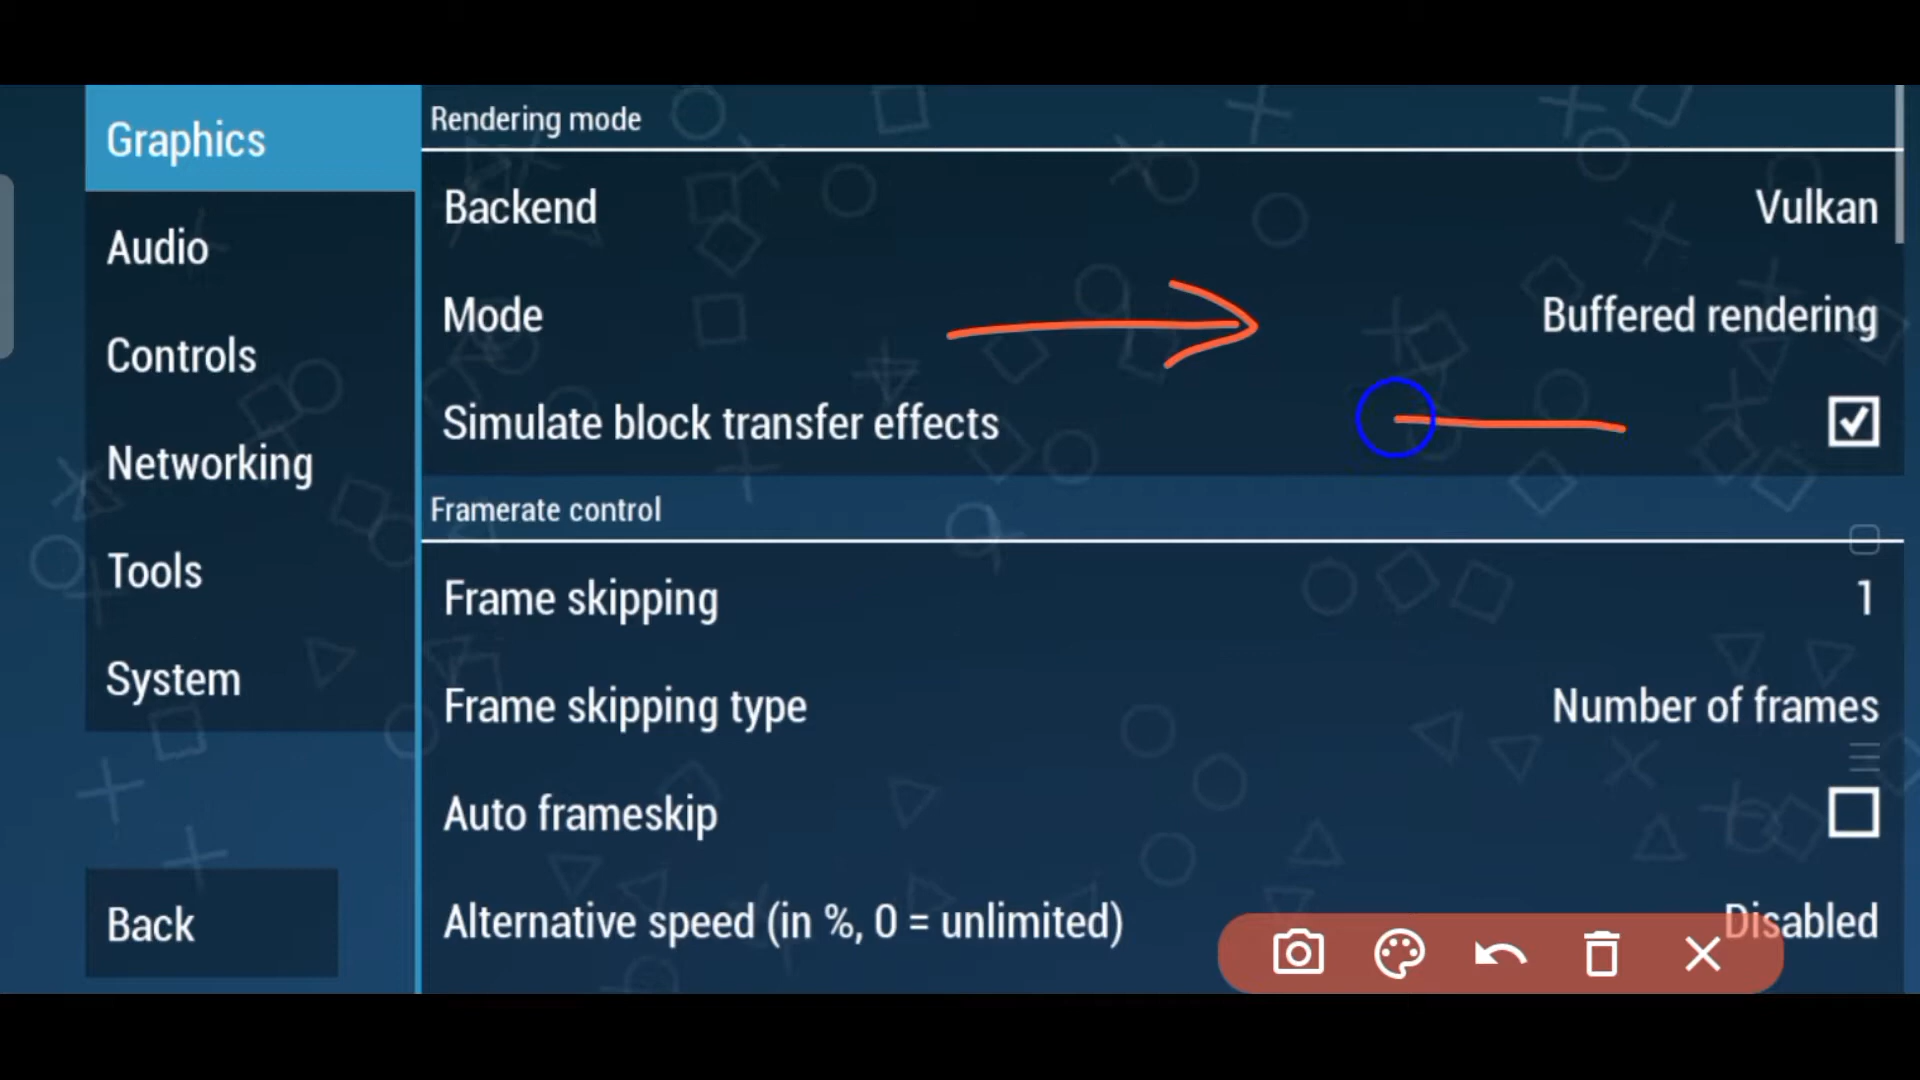 Graphics
Audio
Controls
Networking
Tools
System
Back
Rendering mode
Backend Vulkan
Mode Buffered rendering
Simulate block transfer effects
Framerate control
Frame skipping 1
Frame skipping type Number of frames
Auto frameskip
Alternative speed (in %, 0 = unlimited) Disabled